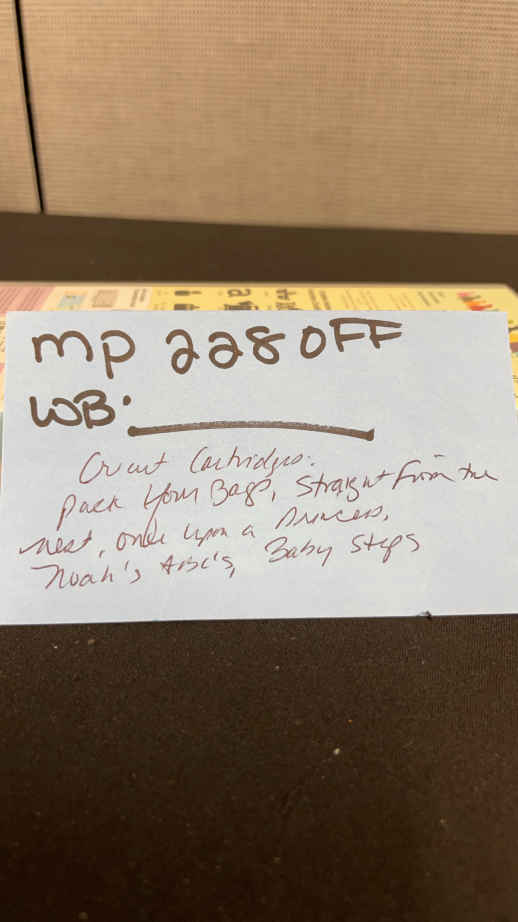 mp 228 OFF
WB:
Cricut Cartridges:
Pack Your Bags, Straight from the
nest, once upon a Princess,
Noah's ABC's, Baby Steps